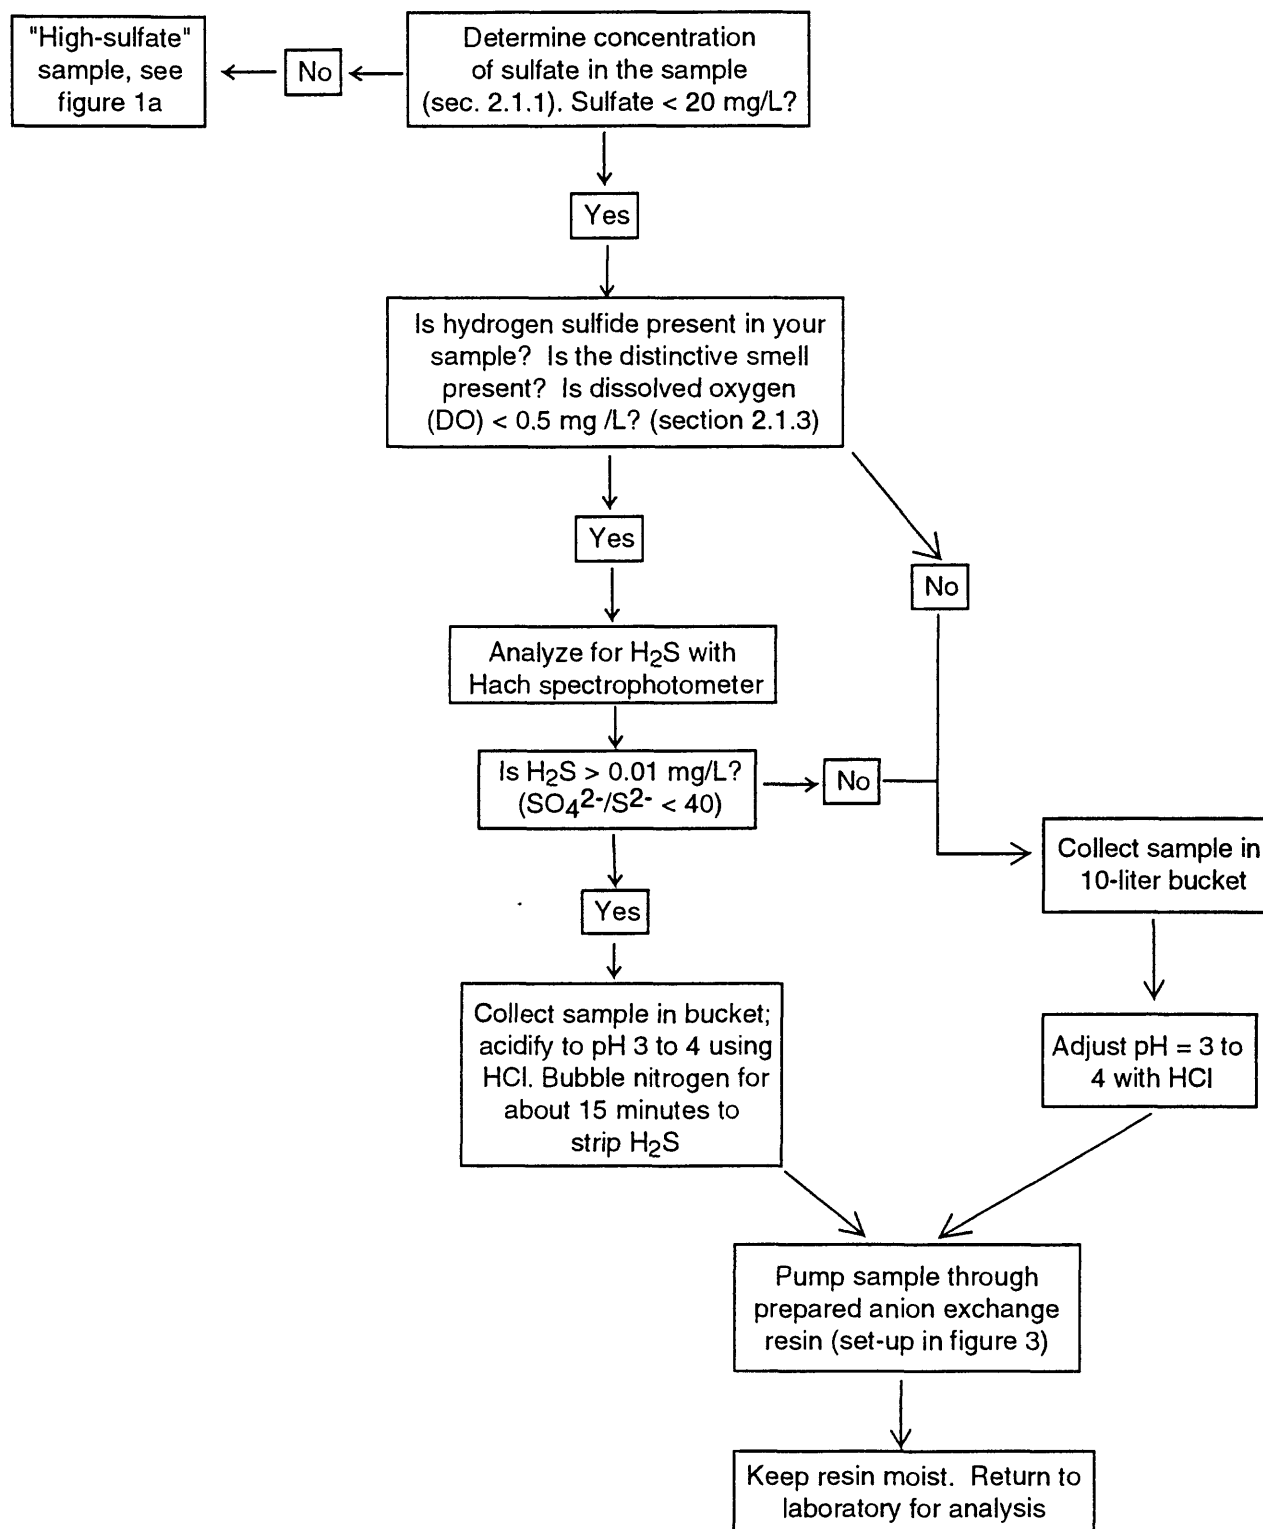 "High-sulfate"
sample, see
figure 1a
No
Determine concentration
of sulfate in the sample
(sec. 2.1.1). Sulfate < 20 mg/L?
Yes
Is hydrogen sulfide present in your
sample? Is the distinctive smell
present? Is dissolved oxygen
(DO) < 0.5 mg /L? (section 2.1.3)
Yes
No
Analyze for H₂S with
Hach spectrophotometer
Is H₂S > 0.01 mg/L?
(SO₄²⁻/S²⁻ < 40)
No
Yes
Collect sample in
10-liter bucket
Collect sample in bucket;
acidify to pH 3 to 4 using
HCl. Bubble nitrogen for
about 15 minutes to
strip H₂S
Adjust pH = 3 to
4 with HCl
Pump sample through
prepared anion exchange
resin (set-up in figure 3)
Keep resin moist. Return to
laboratory for analysis